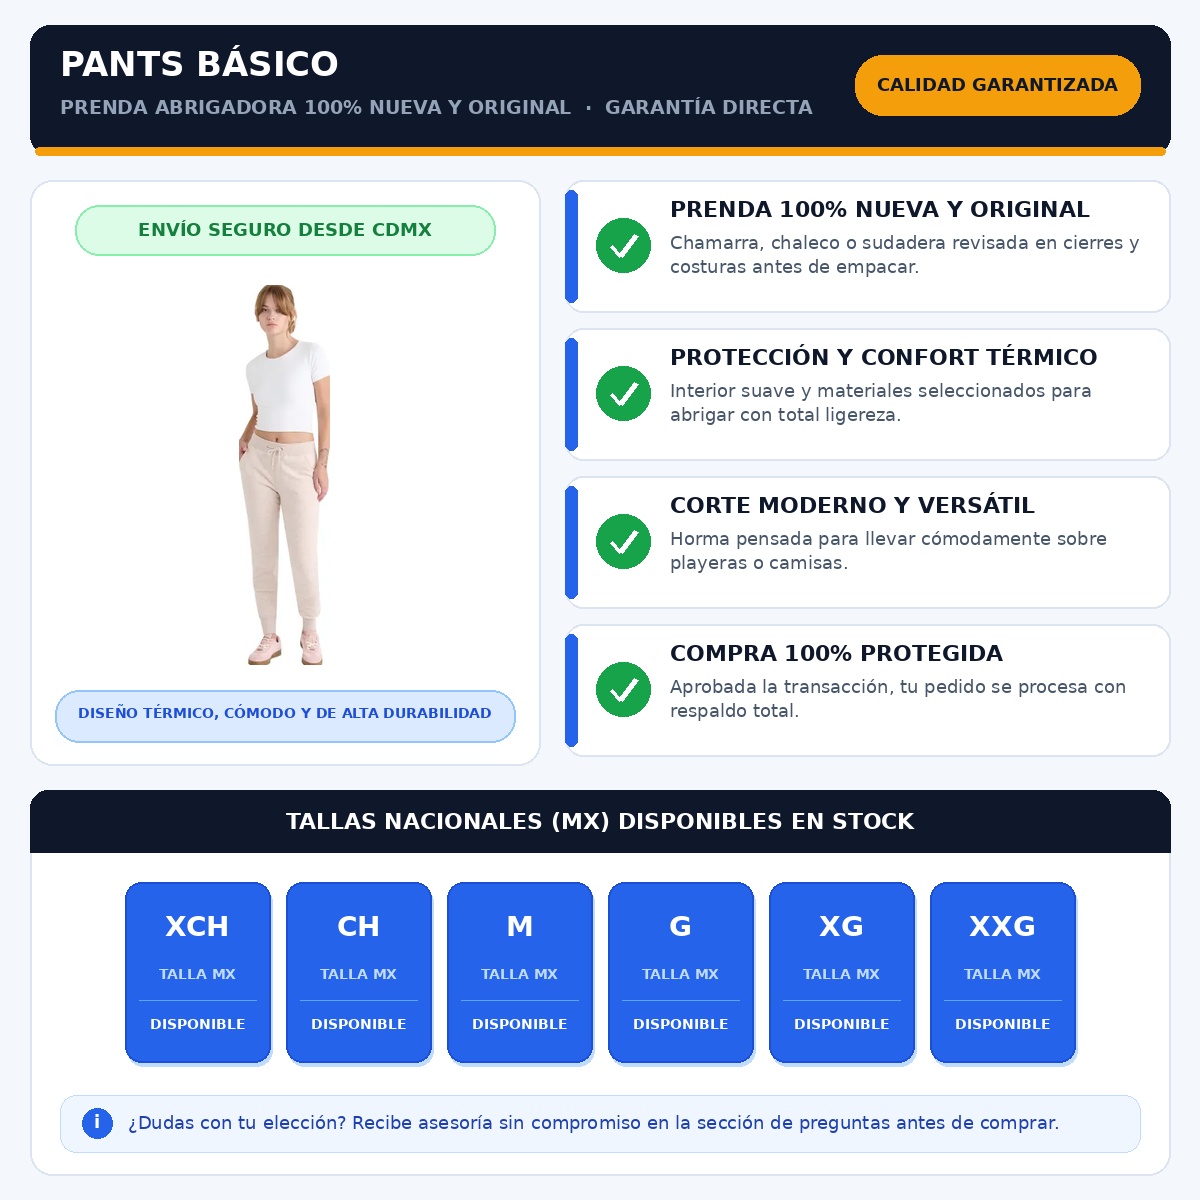 PANTS BÁSICO
PRENDA ABRIGADORA 100% NUEVA Y ORIGINAL · GARANTÍA DIRECTA
CALIDAD GARANTIZADA
ENVÍO SEGURO DESDE CDMX
DISEÑO TÉRMICO, CÓMODO Y DE ALTA DURABILIDAD
PRENDA 100% NUEVA Y ORIGINAL
Chamarra, chaleco o sudadera revisada en cierres y
costuras antes de empacar.
PROTECCIÓN Y CONFORT TÉRMICO
Interior suave y materiales seleccionados para
abrigar con total ligereza.
CORTE MODERNO Y VERSÁTIL
Horma pensada para llevar cómodamente sobre
playeras o camisas.
COMPRA 100% PROTEGIDA
Aprobada la transacción, tu pedido se procesa con
respaldo total.
TALLAS NACIONALES (MX) DISPONIBLES EN STOCK
XCH
TALLA MX
DISPONIBLE
CH
TALLA MX
DISPONIBLE
M
TALLA MX
DISPONIBLE
G
TALLA MX
DISPONIBLE
XG
TALLA MX
DISPONIBLE
XXG
TALLA MX
DISPONIBLE
i
¿Dudas con tu elección? Recibe asesoría sin compromiso en la sección de preguntas antes de comprar.